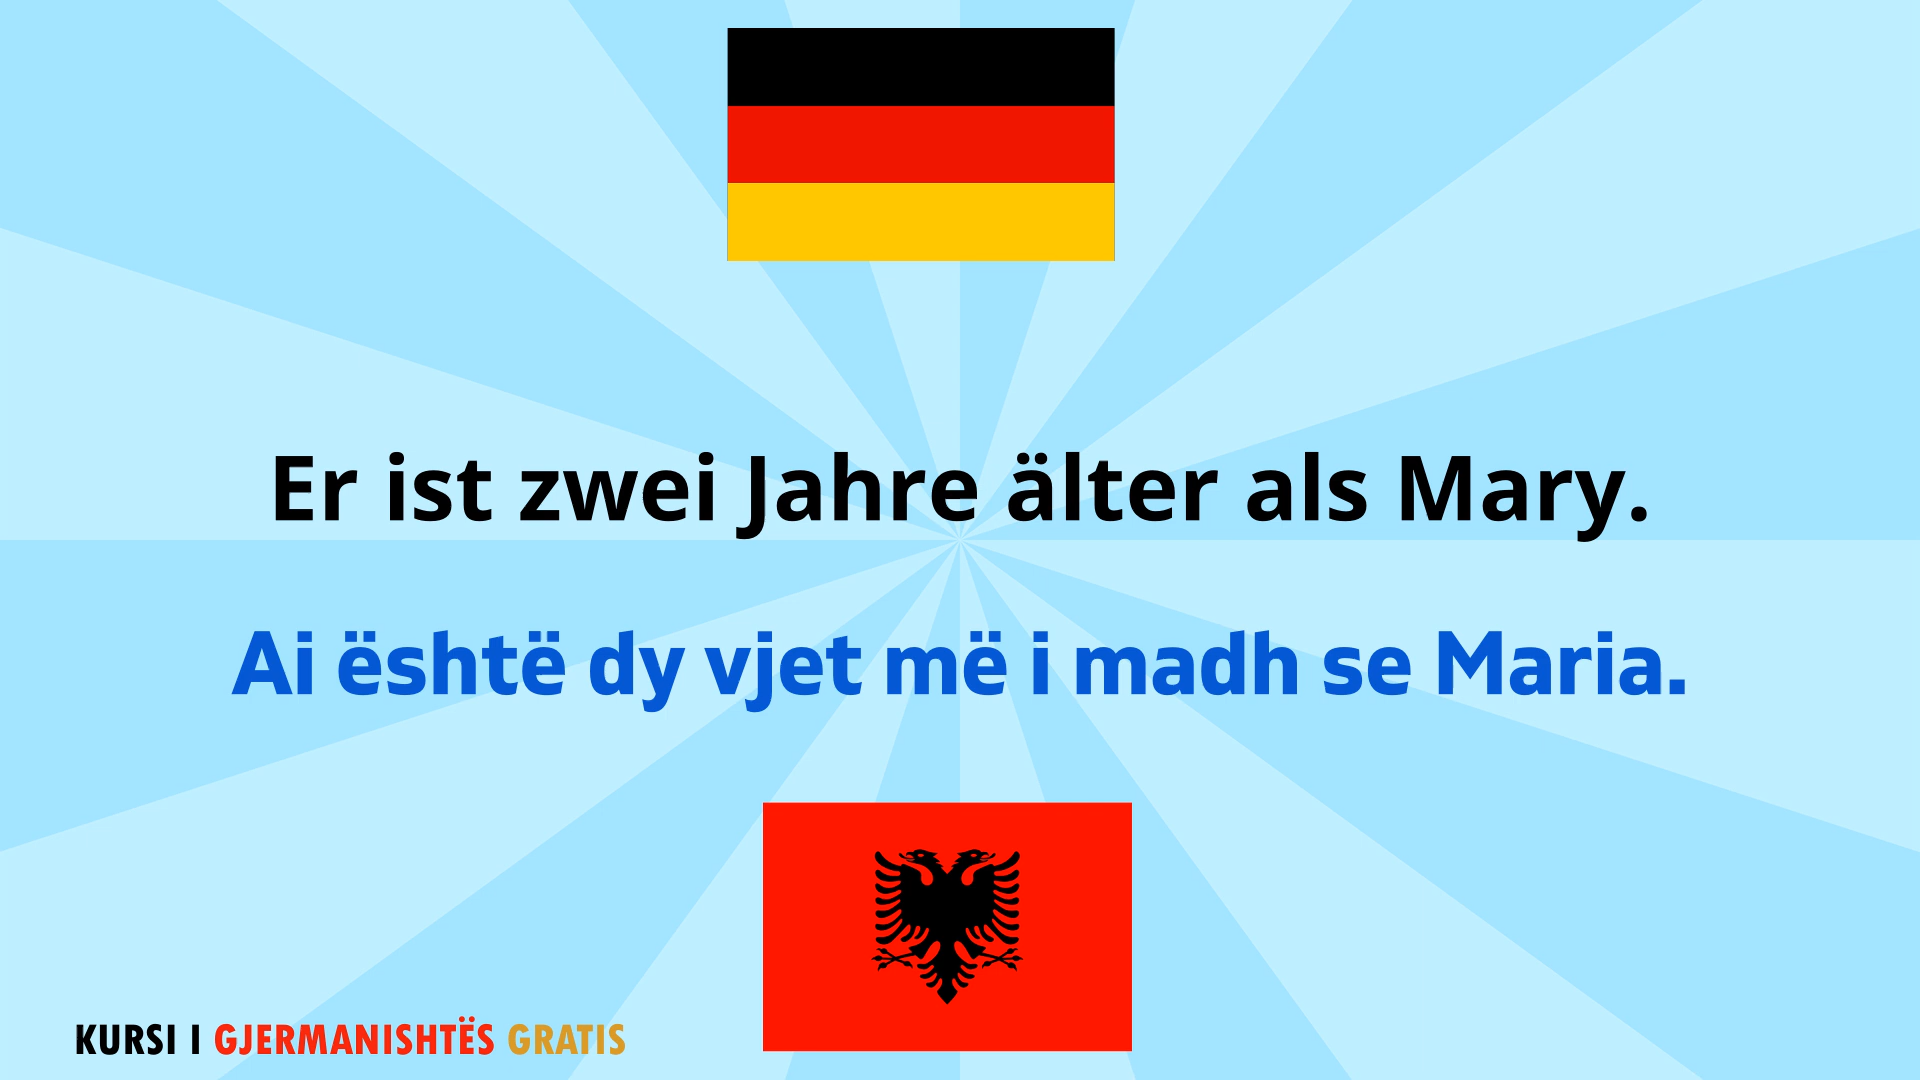 Er ist zwei Jahre älter als Mary.
Ai është dy vjet më i madh se Maria.
KURSI I GJERMANISHTËS GRATIS